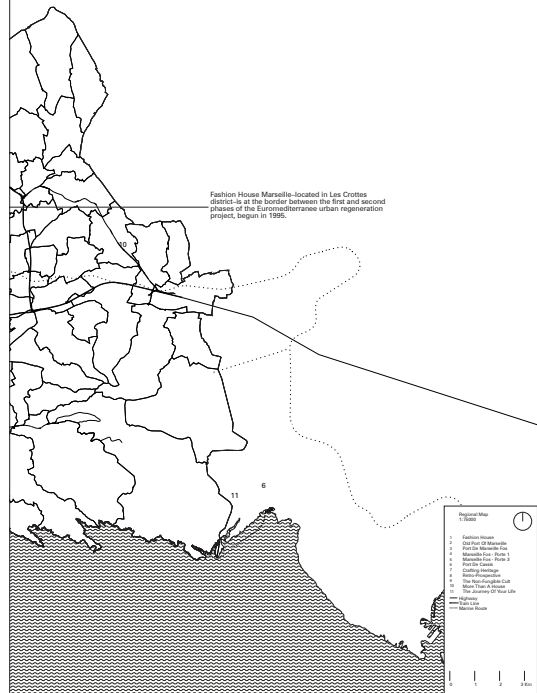 Fashion House Marseille–located in Les Crottes
district–is at the border between the first and second
phases of the Euromediterranee urban regeneration
project, begun in 1995.
10
6
11
Regional Map
1:75000
1 Fashion House
2 Old Port Of Marseille
3 Port De Marseille Fos
4 Marseille Fos - Porte 1
5 Marseille Fos - Porte 3
6 Port De Cassis
7 Crafting Heritage
8 Retro-Prospective
9 The Non-Fungible Cult
10 More Than A House
11 The Journey Of Your Life
Highway
Train Line
Marine Route
0 1 2 3 Km